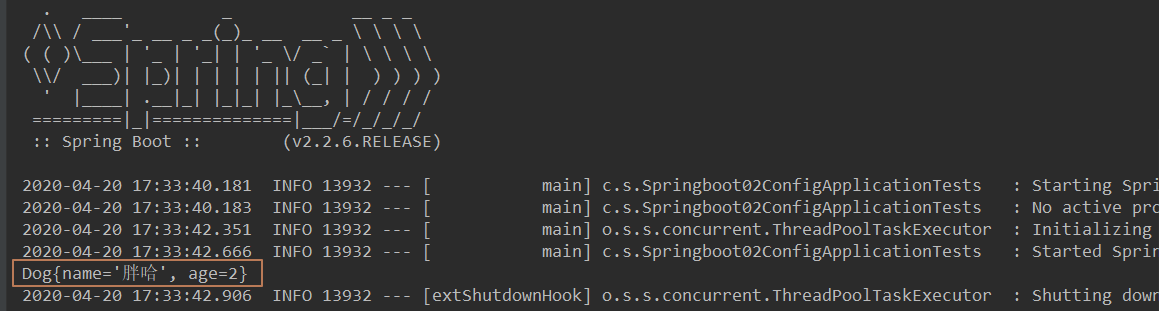 .   ____          _            __ _ _
 /\\ / ___'_ __ _ _(_)_ __  __ _ \ \ \ \
( ( )\___ | '_ | '_| | '_ \/ _` | \ \ \ \
 \\/  ___)| |_)| | | | | || (_| |  ) ) ) )
  '  |____| .__|_| |_|_| |_\__, | / / / /
 =========|_|==============|___/=/_/_/_/
 :: Spring Boot ::        (v2.2.6.RELEASE)
2020-04-20 17:33:40.181  INFO 13932 --- [           main] c.s.Springboot02ConfigApplicationTests   : Starting Spri
2020-04-20 17:33:40.183  INFO 13932 --- [           main] c.s.Springboot02ConfigApplicationTests   : No active pro
2020-04-20 17:33:42.351  INFO 13932 --- [           main] o.s.s.concurrent.ThreadPoolTaskExecutor  : Initializing
2020-04-20 17:33:42.666  INFO 13932 --- [           main] c.s.Springboot02ConfigApplicationTests   : Started Sprin
Dog{name='胖哈', age=2}
2020-04-20 17:33:42.906  INFO 13932 --- [extShutdownHook] o.s.s.concurrent.ThreadPoolTaskExecutor  : Shutting down